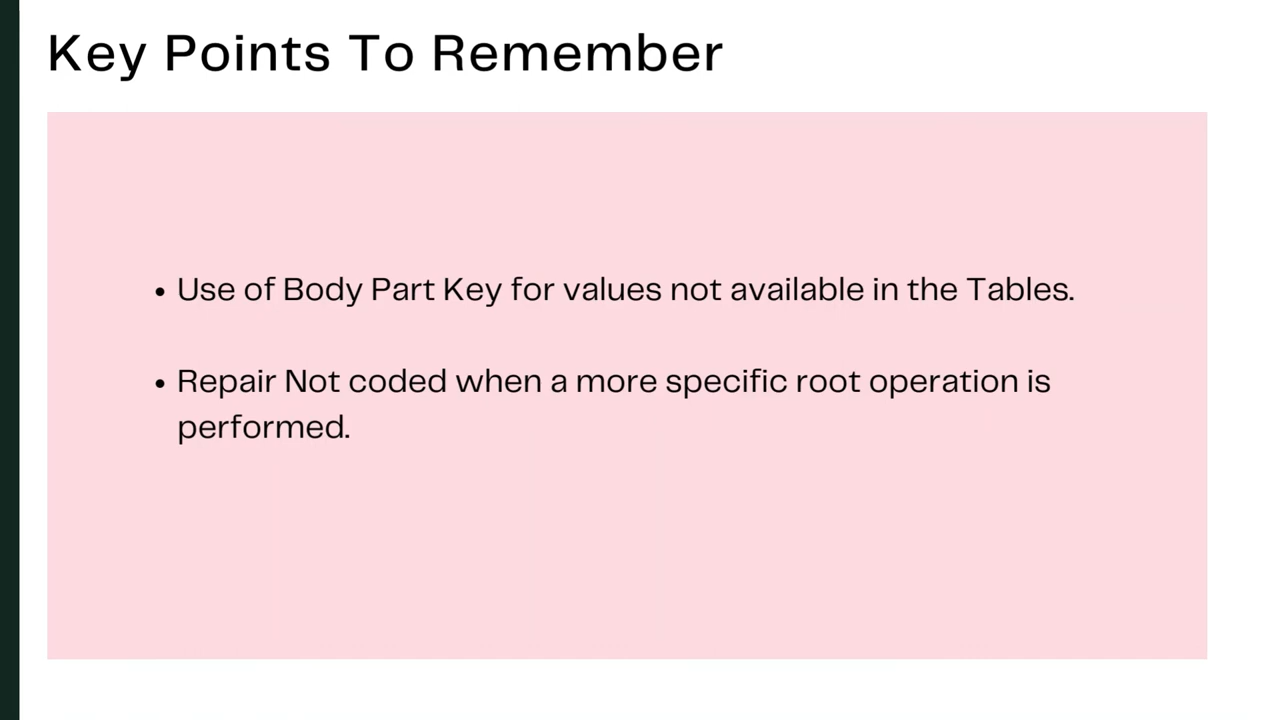 Key Points To Remember
• Use of Body Part Key for values not available in the Tables.
• Repair Not coded when a more specific root operation is
performed.